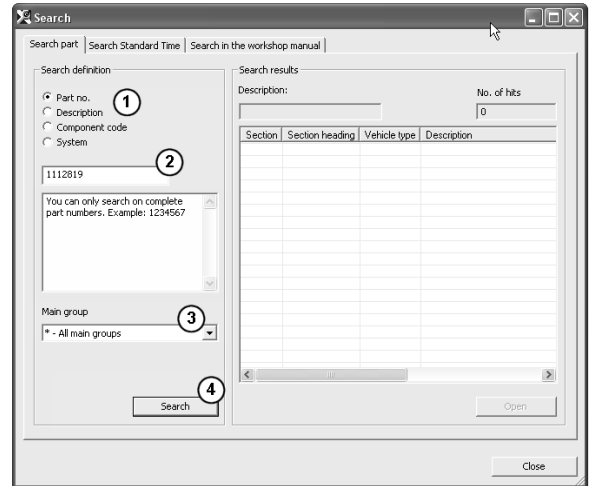 Search
Search part
Search Standard Time
Search in the workshop manual
Search definition
Part no.
Description
Component code
System
1
2
1112819
You can only search on complete
part numbers. Example: 1234567
Main group
3
* - All main groups
4
Search
Search results
Description:
No. of hits
0
Section
Section heading
Vehicle type
Description
Open
Close